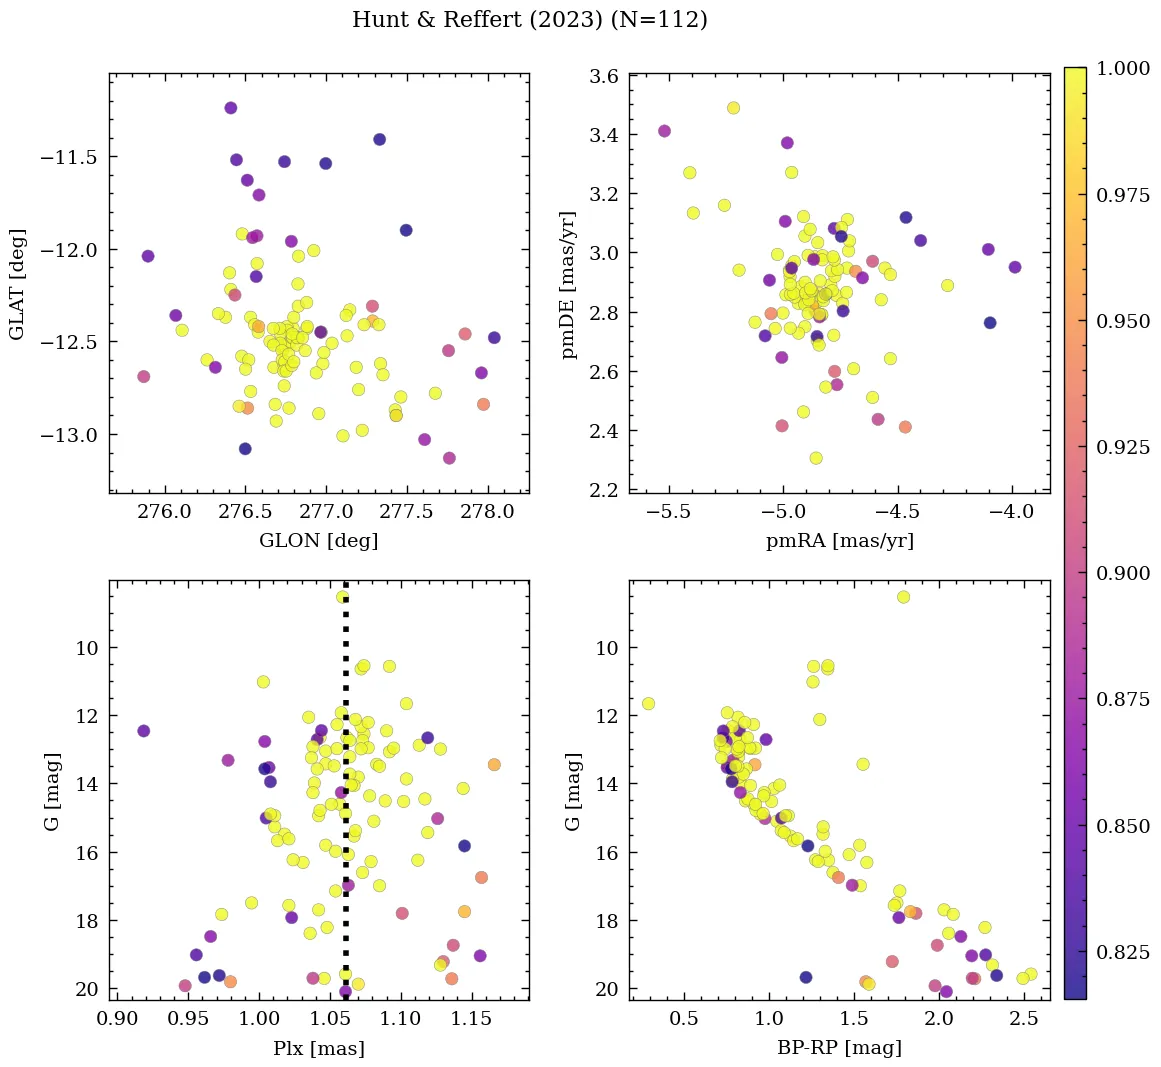 Hunt & Reffert (2023) (N=112)
GLAT [deg]
−11.5
−12.0
−12.5
−13.0
276.0 276.5 277.0 277.5 278.0
GLON [deg]
pmDE [mas/yr]
3.6
3.4
3.2
3.0
2.8
2.6
2.4
2.2
−5.5 −5.0 −4.5 −4.0
pmRA [mas/yr]
G [mag]
10
12
14
16
18
20
0.90 0.95 1.00 1.05 1.10 1.15
Plx [mas]
G [mag]
10
12
14
16
18
20
0.5 1.0 1.5 2.0 2.5
BP-RP [mag]
1.000
0.975
0.950
0.925
0.900
0.875
0.850
0.825